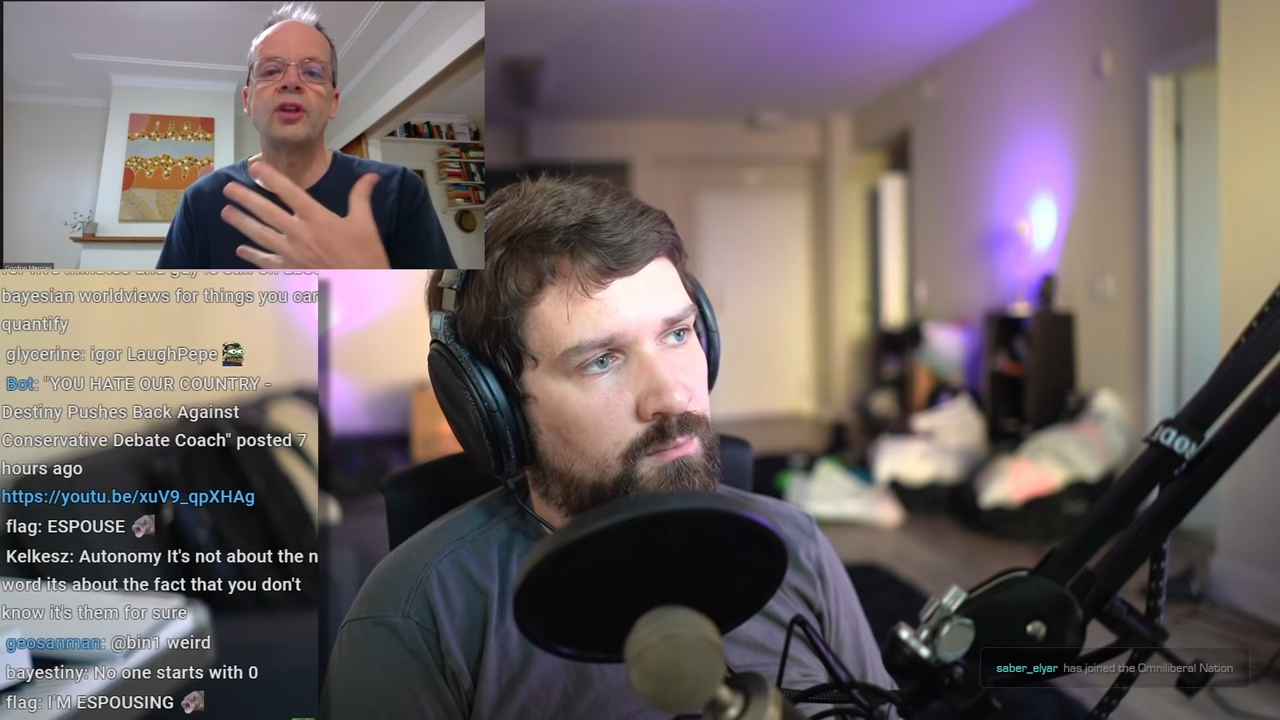 Gordon Menzies
bayesian worldviews for things you can
quantify
glycerine: igor LaughPepe
Bot: "YOU HATE OUR COUNTRY -
Destiny Pushes Back Against
Conservative Debate Coach" posted 7
hours ago
https://youtu.be/xuV9_qpXHAg
flag: ESPOUSE
Kelkesz: Autonomy It's not about the n
word its about the fact that you don't
know it's them for sure
geosanman: @bin1 weird
bayestiny: No one starts with 0
flag: I'M ESPOUSING
RODE
saber_elyar has joined the Omniliberal Nation